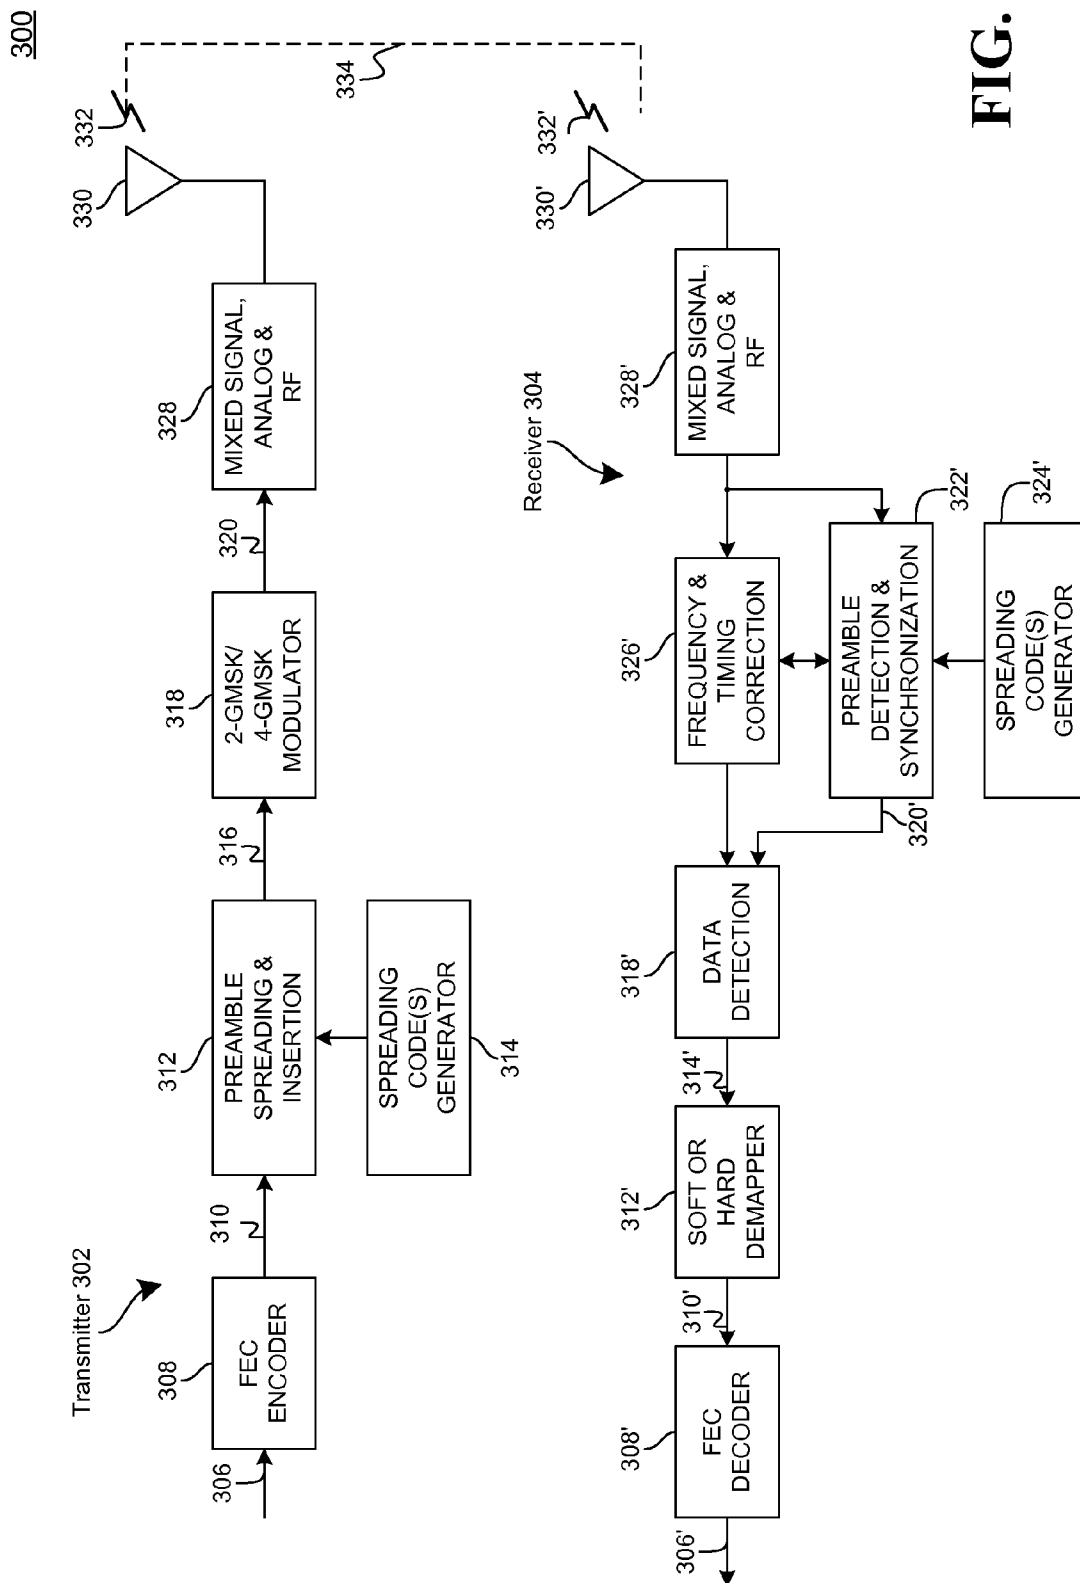 300
Transmitter 302
306
308
FEC
ENCODER
310
312
PREAMBLE
SPREADING &
INSERTION
SPREADING
CODE(S)
GENERATOR
314
316
318
2-GMSK/
4-GMSK
MODULATOR
320
328
MIXED SIGNAL,
ANALOG &
RF
330
332
334
Receiver 304
306'
308'
FEC
DECODER
310'
312'
SOFT OR
HARD
DEMAPPER
314'
318'
DATA
DETECTION
320'
326'
FREQUENCY &
TIMING
CORRECTION
PREAMBLE
DETECTION &
SYNCHRONIZATION
322'
SPREADING
CODE(S)
GENERATOR
324'
328'
MIXED SIGNAL,
ANALOG &
RF
330'
332'
FIG.